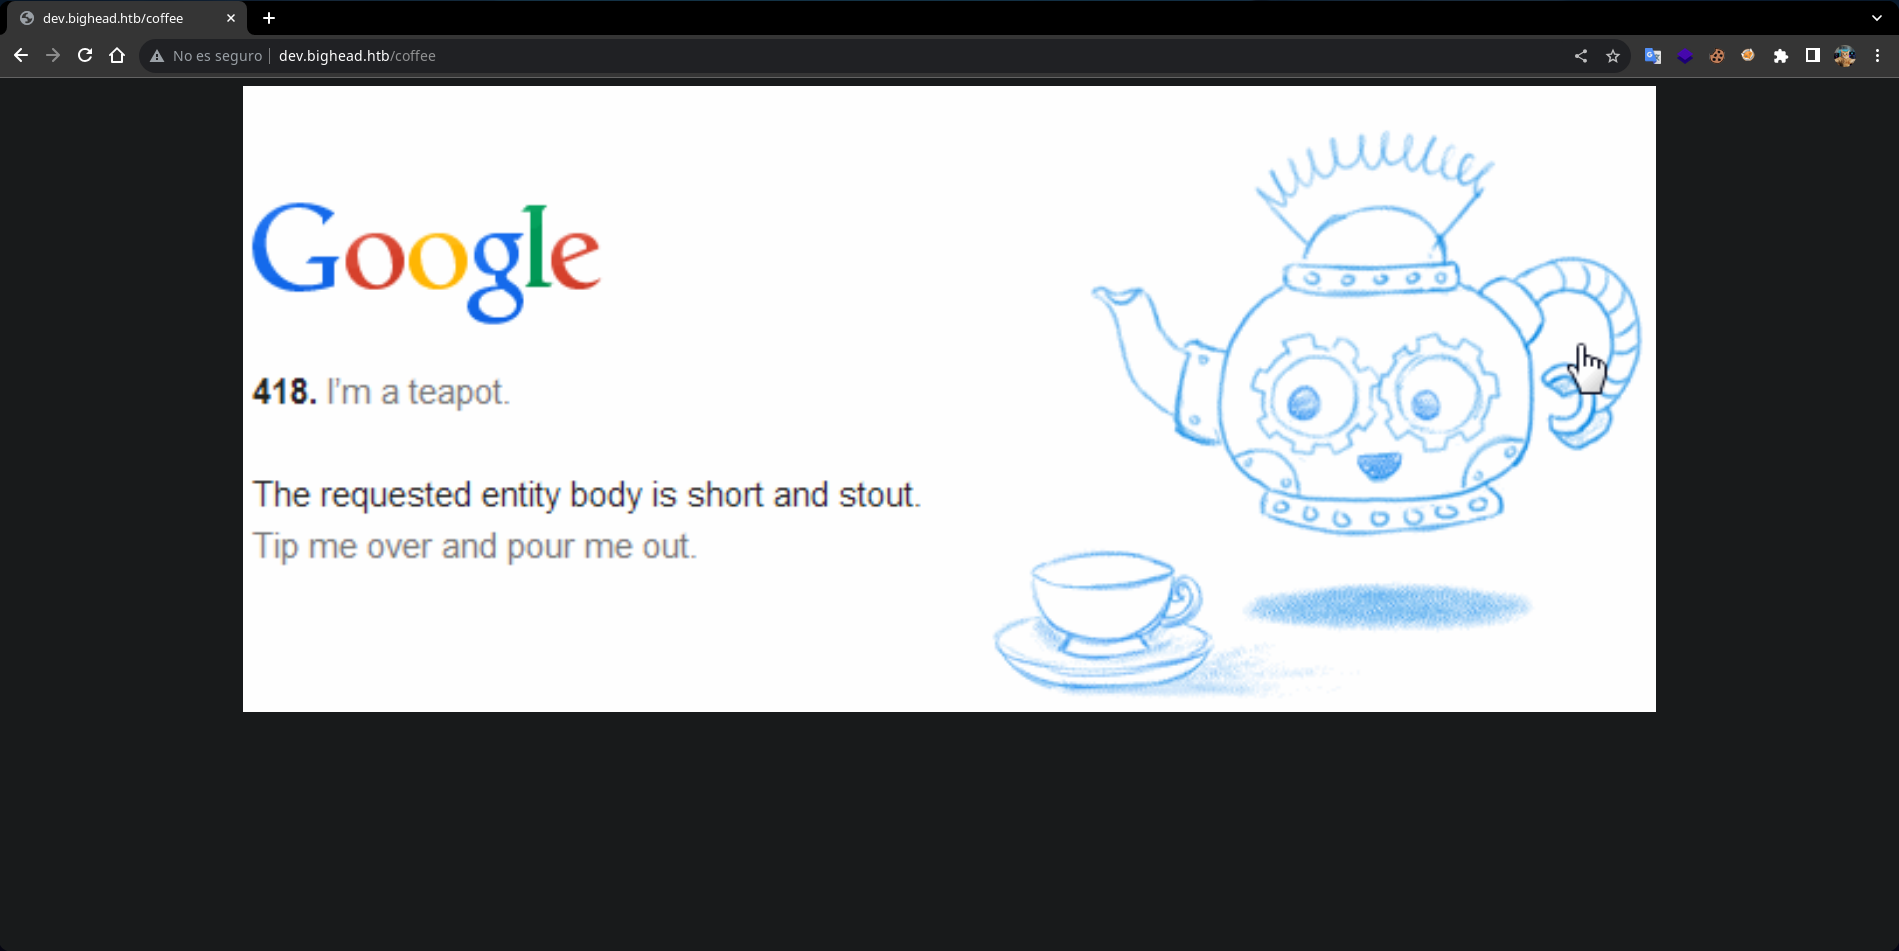 dev.bighead.htb/coffee
No es seguro dev.bighead.htb/coffee
Google
418. I'm a teapot.
The requested entity body is short and stout.
Tip me over and pour me out.